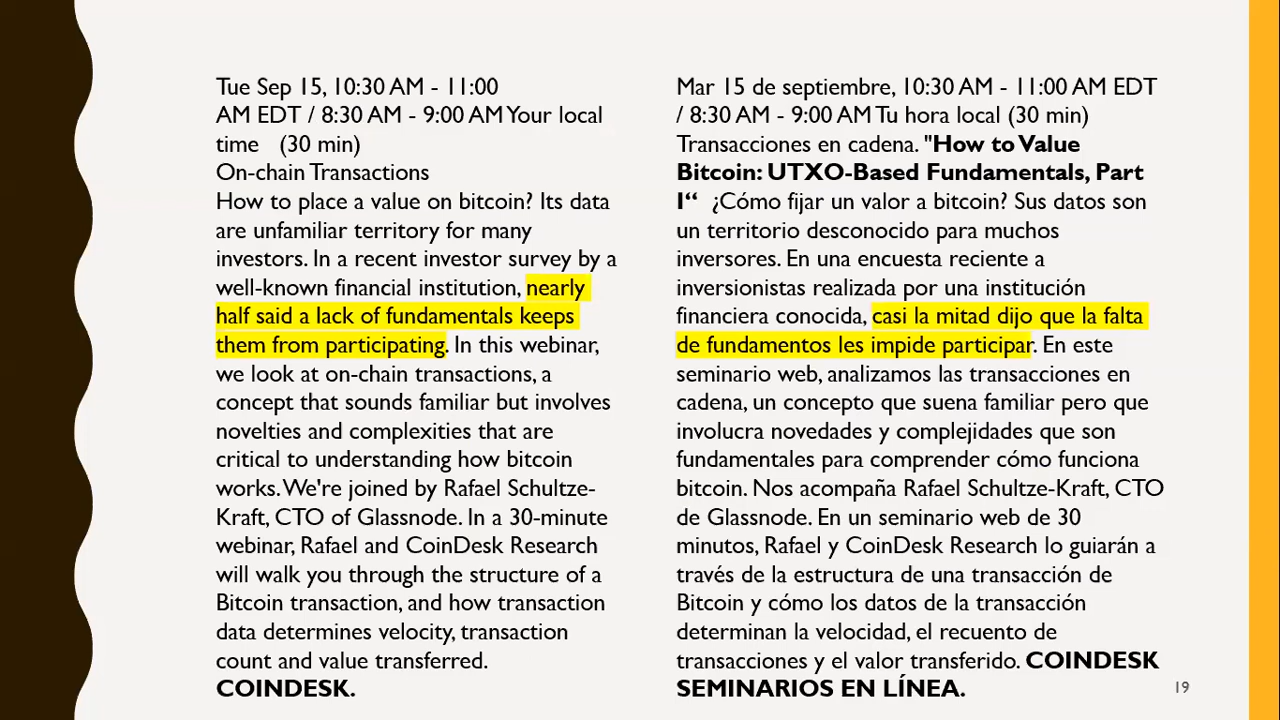 Tue Sep 15, 10:30 AM - 11:00
AM EDT / 8:30 AM - 9:00 AM Your local
time (30 min)
On-chain Transactions
How to place a value on bitcoin? Its data
are unfamiliar territory for many
investors. In a recent investor survey by a
well-known financial institution, nearly
half said a lack of fundamentals keeps
them from participating. In this webinar,
we look at on-chain transactions, a
concept that sounds familiar but involves
novelties and complexities that are
critical to understanding how bitcoin
works. We're joined by Rafael Schultze-
Kraft, CTO of Glassnode. In a 30-minute
webinar, Rafael and CoinDesk Research
will walk you through the structure of a
Bitcoin transaction, and how transaction
data determines velocity, transaction
count and value transferred.
COINDESK.
Mar 15 de septiembre, 10:30 AM - 11:00 AM EDT
/ 8:30 AM - 9:00 AM Tu hora local (30 min)
Transacciones en cadena. "How to Value
Bitcoin: UTXO-Based Fundamentals, Part
I“ ¿Cómo fijar un valor a bitcoin? Sus datos son
un territorio desconocido para muchos
inversores. En una encuesta reciente a
inversionistas realizada por una institución
financiera conocida, casi la mitad dijo que la falta
de fundamentos les impide participar. En este
seminario web, analizamos las transacciones en
cadena, un concepto que suena familiar pero que
involucra novedades y complejidades que son
fundamentales para comprender cómo funciona
bitcoin. Nos acompaña Rafael Schultze-Kraft, CTO
de Glassnode. En un seminario web de 30
minutos, Rafael y CoinDesk Research lo guiarán a
través de la estructura de una transacción de
Bitcoin y cómo los datos de la transacción
determinan la velocidad, el recuento de
transacciones y el valor transferido. COINDESK
SEMINARIOS EN LÍNEA.
19